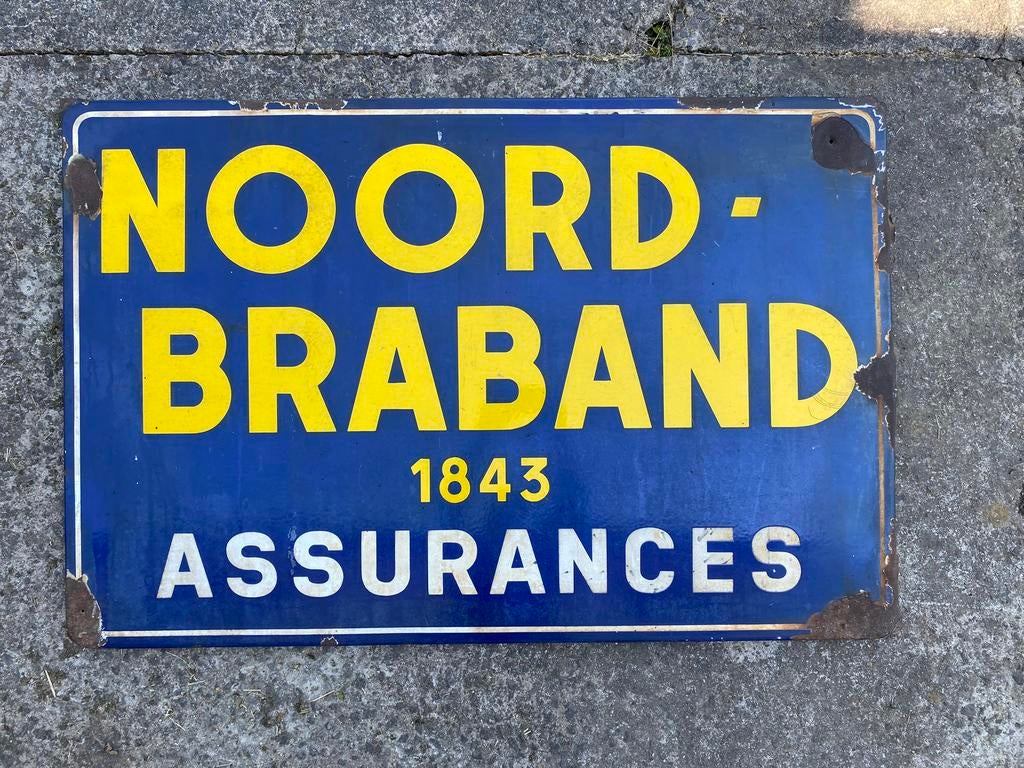 NOORD-
BRABAND
1843
ASSURANCES